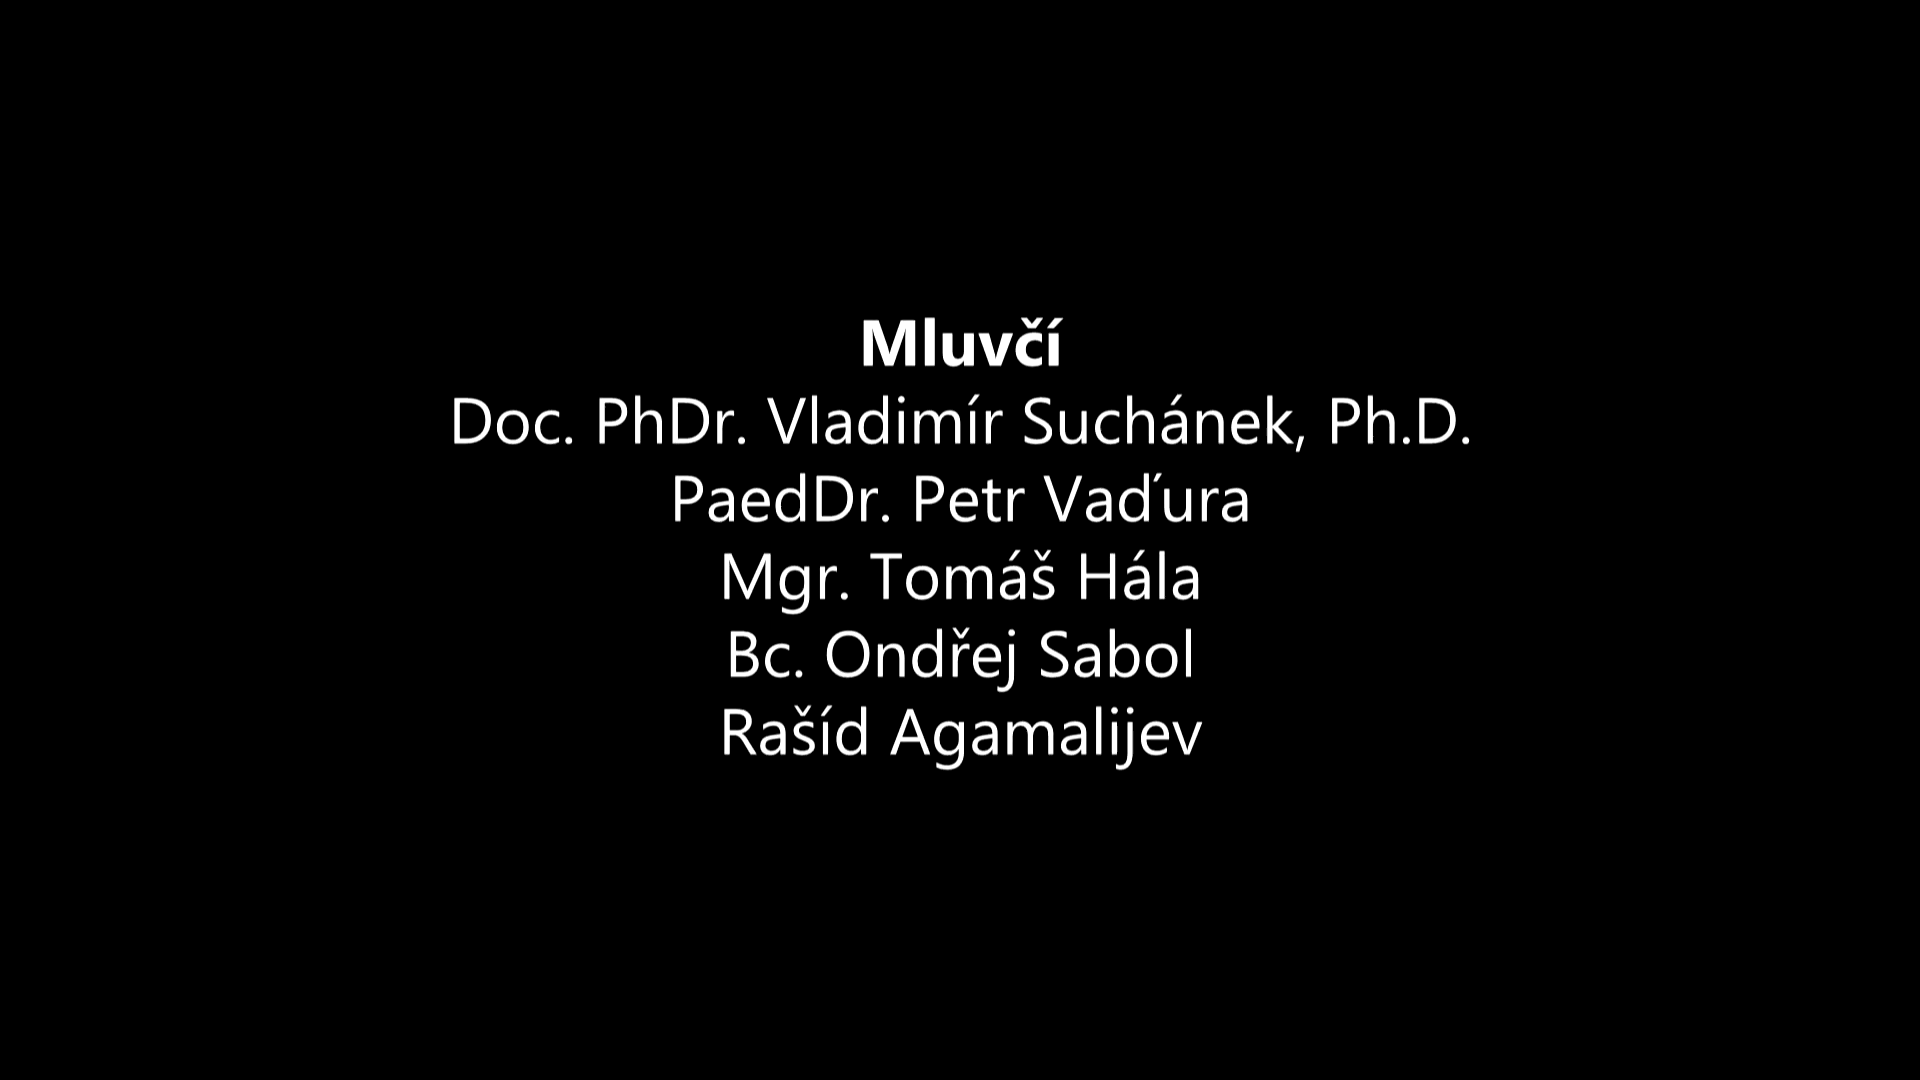 Mluvčí
Doc. PhDr. Vladimír Suchánek, Ph.D.
PaedDr. Petr Vaďura
Mgr. Tomáš Hála
Bc. Ondřej Sabol
Rašíd Agamalijev